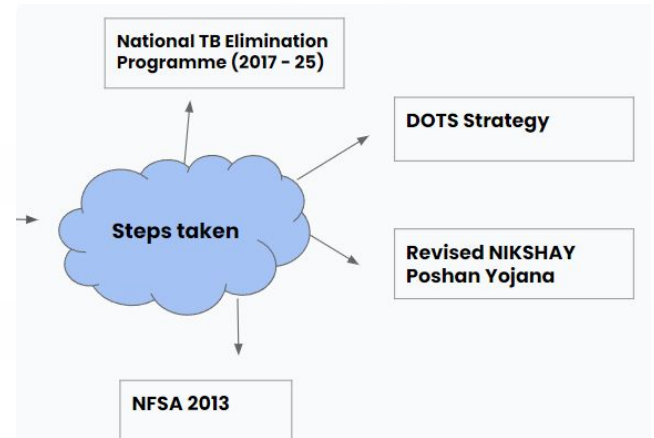 National TB Elimination
Programme (2017 - 25)
DOTS Strategy
Steps taken
Revised NIKSHAY
Poshan Yojana
NFSA 2013